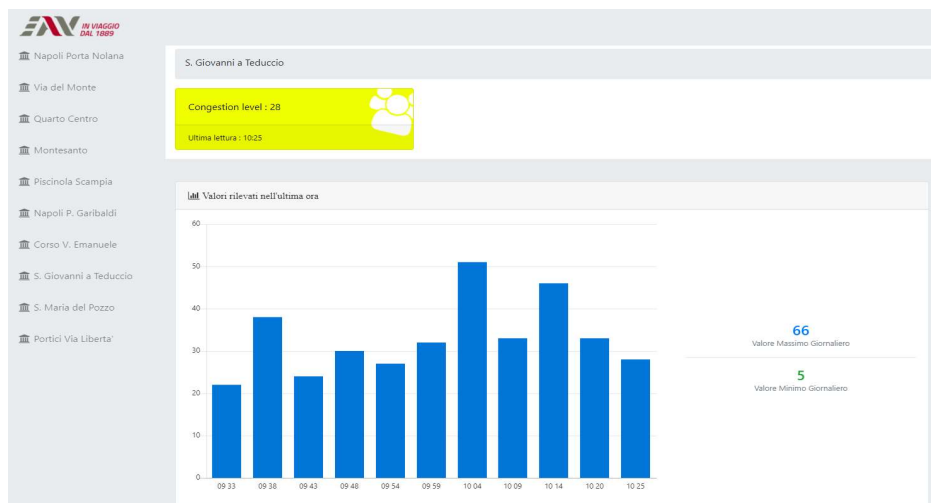 EAV IN VIAGGIO
DAL 1889
Napoli Porta Nolana
Via del Monte
Quarto Centro
Montesanto
Piscinola Scampia
Napoli P. Garibaldi
Corso V. Emanuele
S. Giovanni a Teduccio
S. Maria del Pozzo
Portici Via Liberta'
S. Giovanni a Teduccio
Congestion level : 28
Ultima lettura : 10:25
Valori rilevati nell'ultima ora
60
50
40
30
20
10
0
09 33 09 38 09 43 09 48 09 54 09 59 10 04 10 09 10 14 10 20 10 25
66
Valore Massimo Giornaliero
5
Valore Minimo Giornaliero